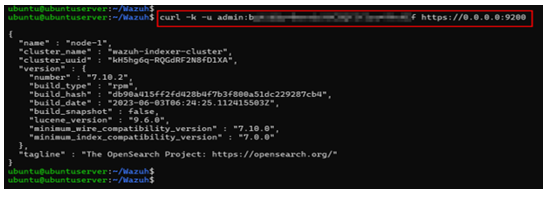 ubuntu@ubuntuserver:~/Wazuh$
ubuntu@ubuntuserver:~/Wazuh$ curl -k -u admin:b f https://0.0.0.0:9200
{
"name" : "node-1",
"cluster_name" : "wazuh-indexer-cluster",
"cluster_uuid" : "kH5hg6q-RQGdRF2N8fD1XA",
"version" : {
"number" : "7.10.2",
"build_type" : "rpm",
"build_hash" : "db90a415ff2fd428b4f7b3f800a51dc229287cb4",
"build_date" : "2023-06-03T06:24:25.112415503Z",
"build_snapshot" : false,
"lucene_version" : "9.6.0",
"minimum_wire_compatibility_version" : "7.10.0",
"minimum_index_compatibility_version" : "7.0.0"
},
"tagline" : "The OpenSearch Project: https://opensearch.org/"
}
ubuntu@ubuntuserver:~/Wazuh$
ubuntu@ubuntuserver:~/Wazuh$